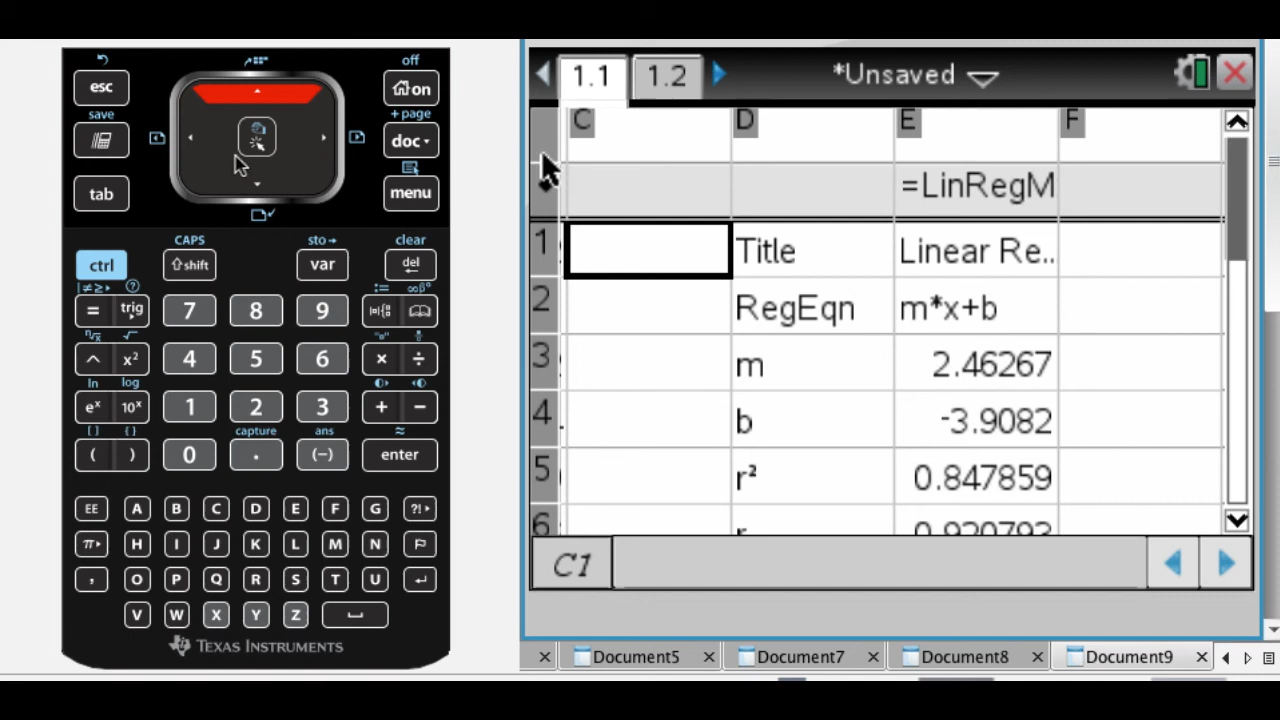 off
esc
on
save
+ page
doc
tab
menu
CAPS
sto→
clear
ctrl
⇧shift
var
del
|≠≥▸
:=
∞β°
=
trig
7
8
9
|□|{□
ⁿ√x
√
"□"
^
x²
4
5
6
×
÷
ln
log
eˣ
10ˣ
1
2
3
+
−
[ ]
{ }
capture
ans
≈
(
)
0
.
(−)
enter
EE
A
B
C
D
E
F
G
?!▸
π▸
H
I
J
K
L
M
N
,
O
P
Q
R
S
T
U
V
W
X
Y
Z
TEXAS INSTRUMENTS
1.1
1.2
*Unsaved
C
D
E
F
=LinRegM
1
Title
Linear Re..
2
RegEqn
m*x+b
3
m
2.46267
4
b
-3.9082
5
r²
0.847859
6
r
0.920793
C1
Document5
Document7
Document8
Document9